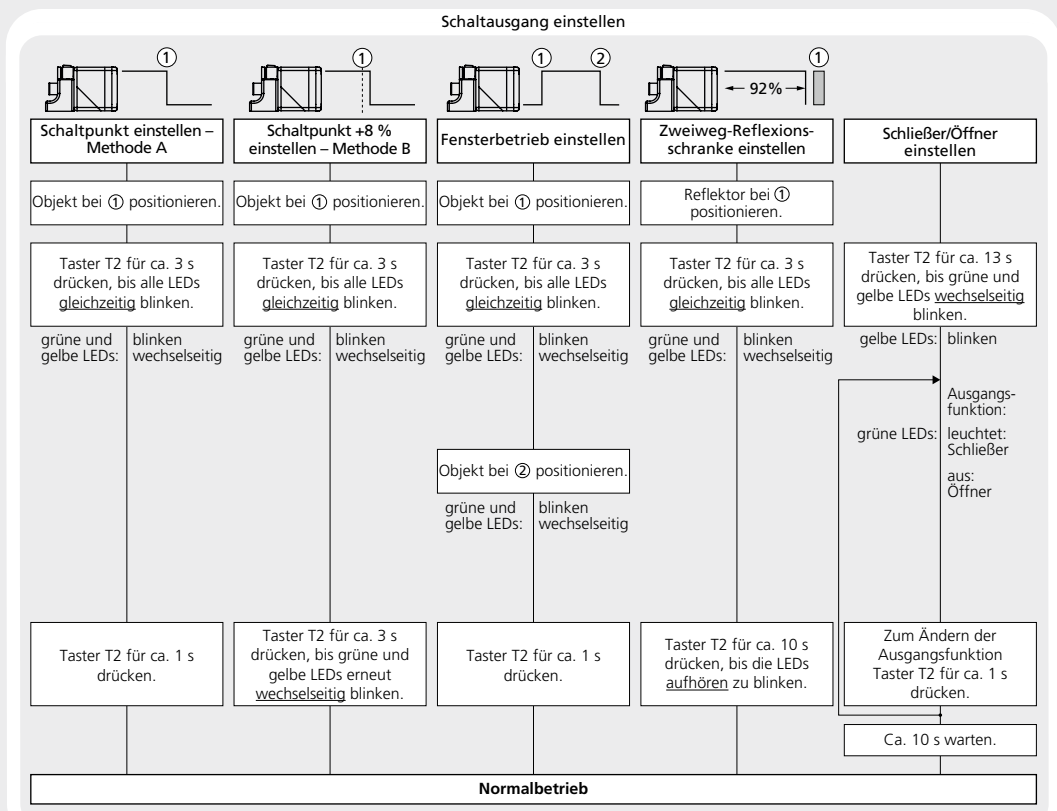 Schaltausgang einstellen
①
①
①
②
①
92%
Schaltpunkt einstellen –
Methode A
Objekt bei ① positionieren.
Taster T2 für ca. 3 s
drücken, bis alle LEDs
gleichzeitig blinken.
grüne und
gelbe LEDs:
blinken
wechselseitig
Taster T2 für ca. 1 s
drücken.
Schaltpunkt +8 %
einstellen – Methode B
Objekt bei ① positionieren.
Taster T2 für ca. 3 s
drücken, bis alle LEDs
gleichzeitig blinken.
grüne und
gelbe LEDs:
blinken
wechselseitig
Taster T2 für ca. 3 s
drücken, bis grüne und
gelbe LEDs erneut
wechselseitig blinken.
Fensterbetrieb einstellen
Objekt bei ① positionieren.
Taster T2 für ca. 3 s
drücken, bis alle LEDs
gleichzeitig blinken.
grüne und
gelbe LEDs:
blinken
wechselseitig
Objekt bei ② positionieren.
grüne und
gelbe LEDs:
blinken
wechselseitig
Taster T2 für ca. 1 s
drücken.
Zweiweg-Reflexions-
schranke einstellen
Reflektor bei ①
positionieren.
Taster T2 für ca. 3 s
drücken, bis alle LEDs
gleichzeitig blinken.
grüne und
gelbe LEDs:
blinken
wechselseitig
Taster T2 für ca. 10 s
drücken, bis die LEDs
aufhören zu blinken.
Schließer/Öffner
einstellen
Taster T2 für ca. 13 s
drücken, bis grüne und
gelbe LEDs wechselseitig
blinken.
gelbe LEDs:
blinken
Ausgangs-
funktion:
grüne LEDs:
leuchtet:
Schließer
aus:
Öffner
Zum Ändern der
Ausgangsfunktion
Taster T2 für ca. 1 s
drücken.
Ca. 10 s warten.
Normalbetrieb